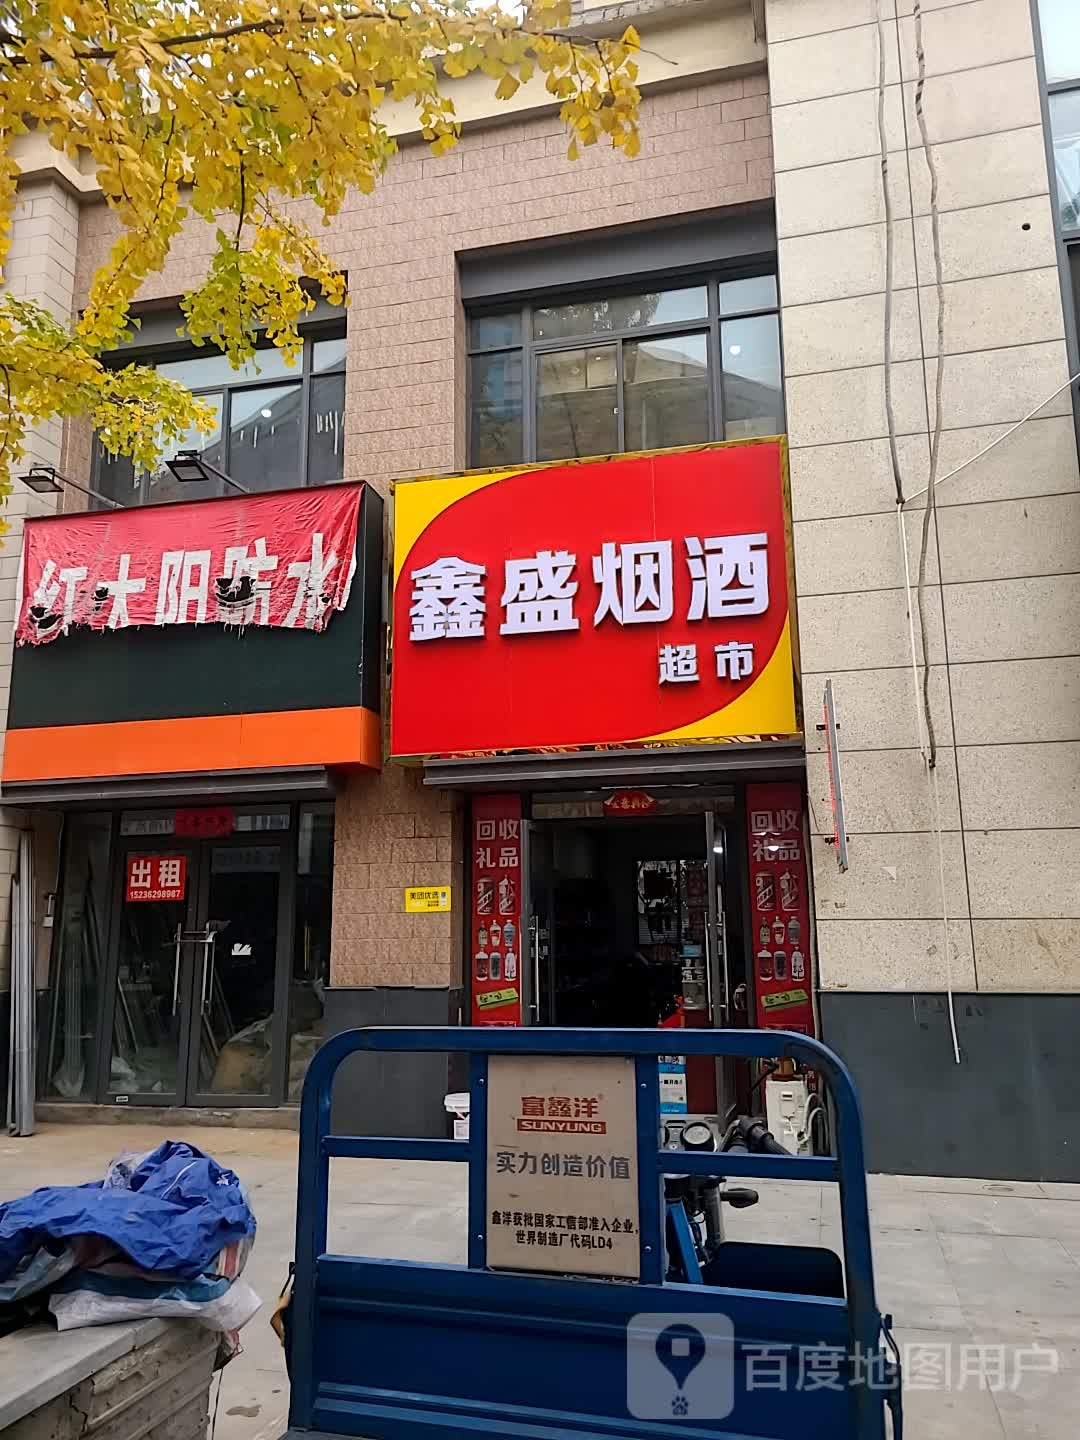 红太阳防水
鑫盛烟酒
超市
出租
15236298987
美团优选
回收
礼品
回收
礼品
富鑫洋
SUNYUNG
实力创造价值
鑫洋获批国家工信部准入企业,
世界制造厂代码LD4
百度地图用户